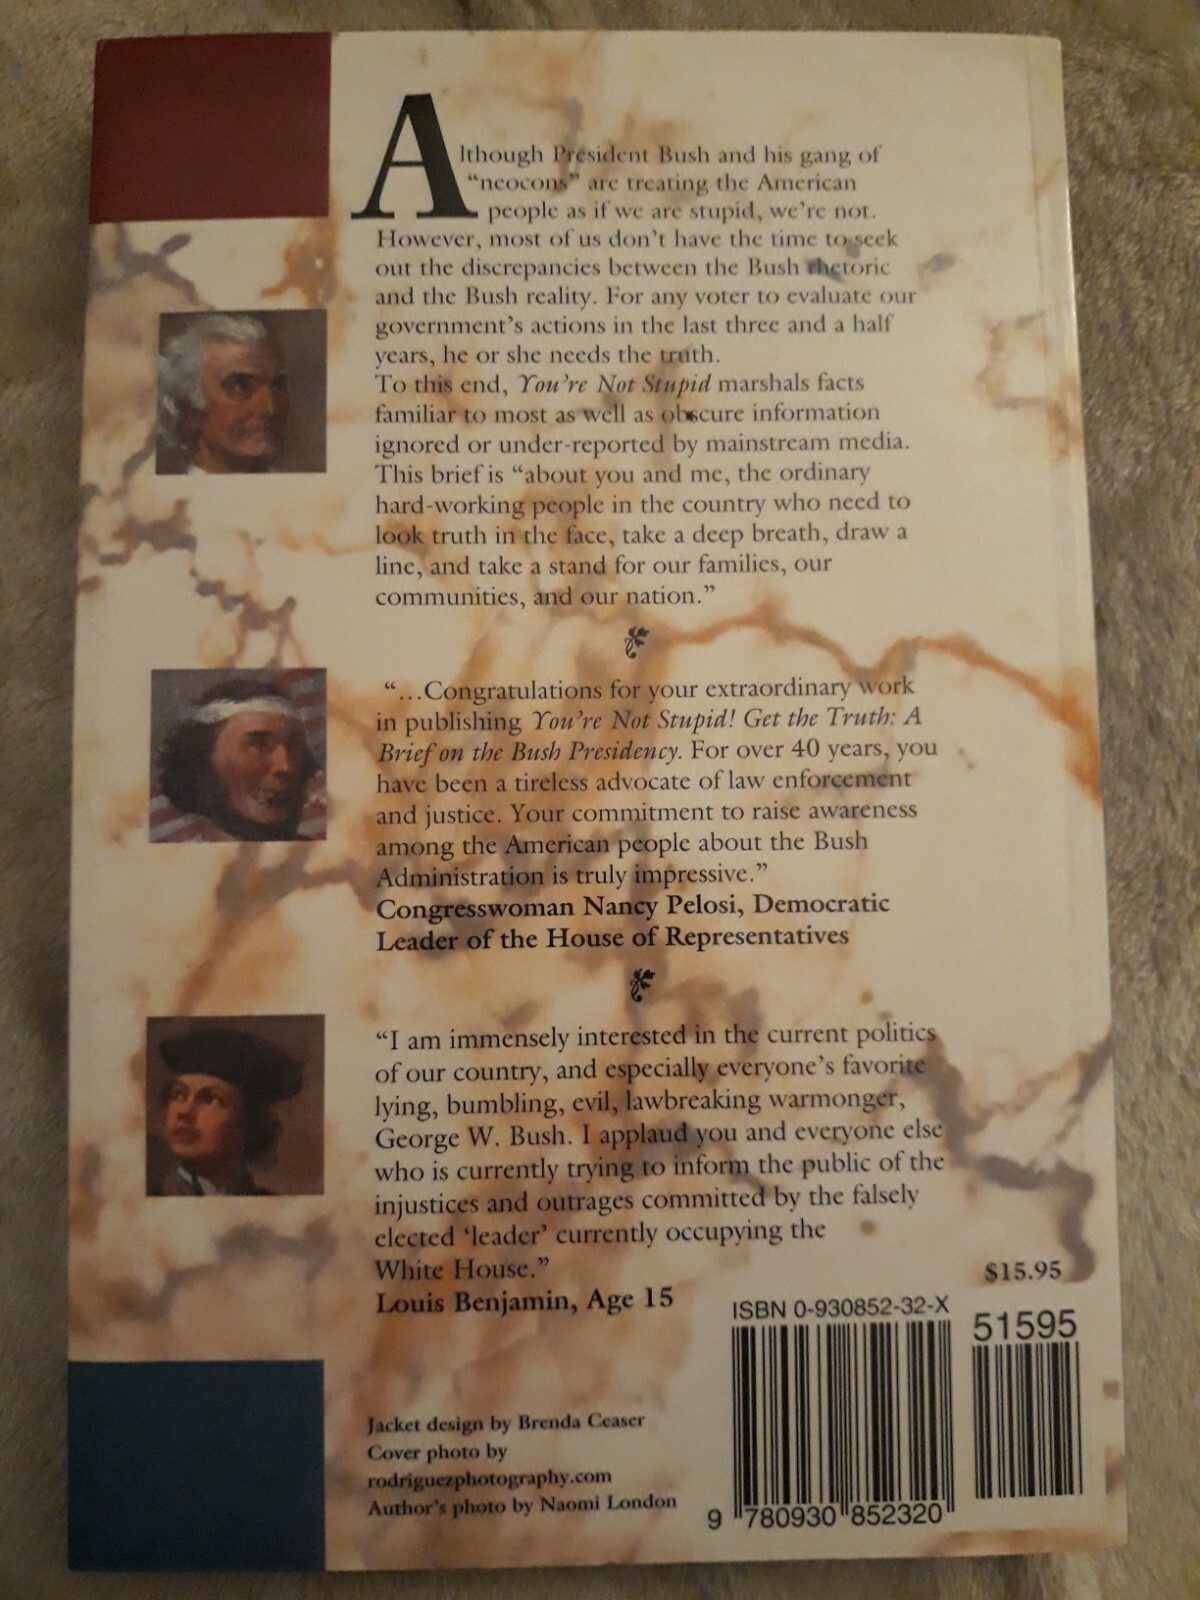 Although President Bush and his gang of
"neocons" are treating the American
people as if we are stupid, we're not.
However, most of us don't have the time to seek
out the discrepancies between the Bush rhetoric
and the Bush reality. For any voter to evaluate our
government's actions in the last three and a half
years, he or she needs the truth.
To this end, You're Not Stupid marshals facts
familiar to most as well as obscure information
ignored or under-reported by mainstream media.
This brief is "about you and me, the ordinary
hard-working people in the country who need to
look truth in the face, take a deep breath, draw a
line, and take a stand for our families, our
communities, and our nation."
"...Congratulations for your extraordinary work
in publishing You're Not Stupid! Get the Truth: A
Brief on the Bush Presidency. For over 40 years, you
have been a tireless advocate of law enforcement
and justice. Your commitment to raise awareness
among the American people about the Bush
Administration is truly impressive."
Congresswoman Nancy Pelosi, Democratic
Leader of the House of Representatives
"I am immensely interested in the current politics
of our country, and especially everyone's favorite
lying, bumbling, evil, lawbreaking warmonger,
George W. Bush. I applaud you and everyone else
who is currently trying to inform the public of the
injustices and outrages committed by the falsely
elected 'leader' currently occupying the
White House."
Louis Benjamin, Age 15
$15.95
ISBN 0-930852-32-X
51595
9 780930 852320
Jacket design by Brenda Ceaser
Cover photo by
rodriguezphotography.com
Author's photo by Naomi London